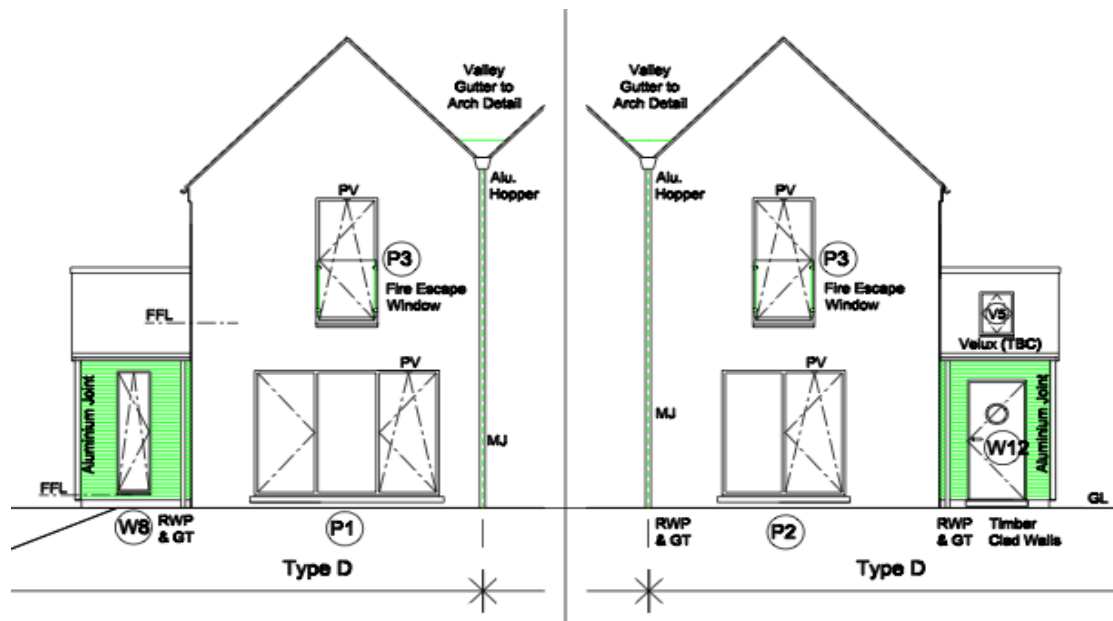 Valley
Gutter to
Arch Detail
Alu.
Hopper
PV
P3
Fire Escape
Window
FFL
PV
Aluminium Joint
MJ
FFL
W8
RWP
& GT
P1
Type D
Valley
Gutter to
Arch Detail
Alu.
Hopper
PV
P3
Fire Escape
Window
V5
Velux (TBC)
PV
MJ
Aluminium Joint
W12
GL
RWP
& GT
P2
RWP
& GT
Timber
Clad Walls
Type D